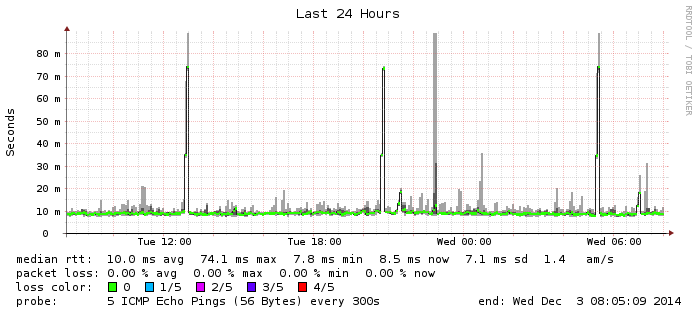 Last 24 Hours
RRDTOOL / TOBI OETIKER
Seconds
80 m
70 m
60 m
50 m
40 m
30 m
20 m
10 m
0
Tue 12:00 Tue 18:00 Wed 00:00 Wed 06:00
median rtt: 10.0 ms avg 74.1 ms max 7.8 ms min 8.5 ms now 7.1 ms sd 1.4 am/s
packet loss: 0.00 % avg 0.00 % max 0.00 % min 0.00 % now
loss color: 0 1/5 2/5 3/5 4/5
probe: 5 ICMP Echo Pings (56 Bytes) every 300s end: Wed Dec 3 08:05:09 2014